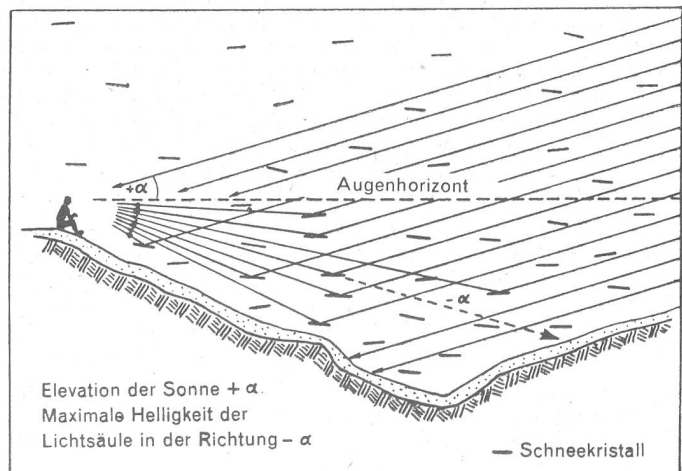 +α
Augenhorizont
- α
Elevation der Sonne + α.
Maximale Helligkeit der
Lichtsäule in der Richtung - α
Schneekristall